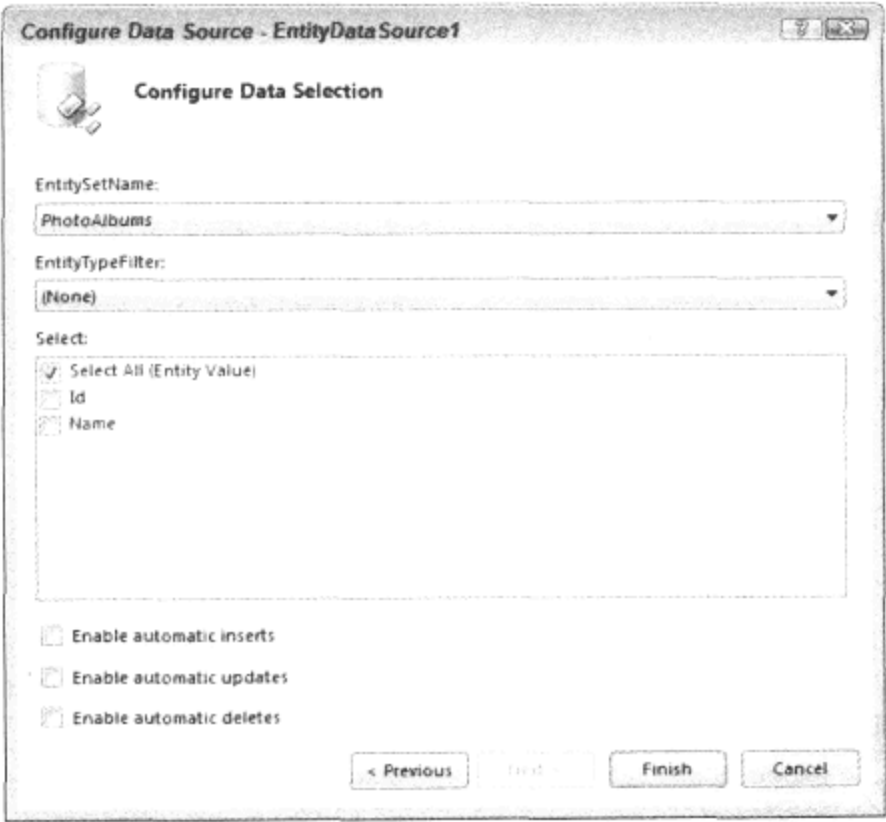 Configure Data Source - EntityDataSource1
?
Configure Data Selection
EntitySetName:
PhotoAlbums
EntityTypeFilter:
(None)
Select:
Select All (Entity Value)
Id
Name
Enable automatic inserts
Enable automatic updates
Enable automatic deletes
< Previous
Next >
Finish
Cancel